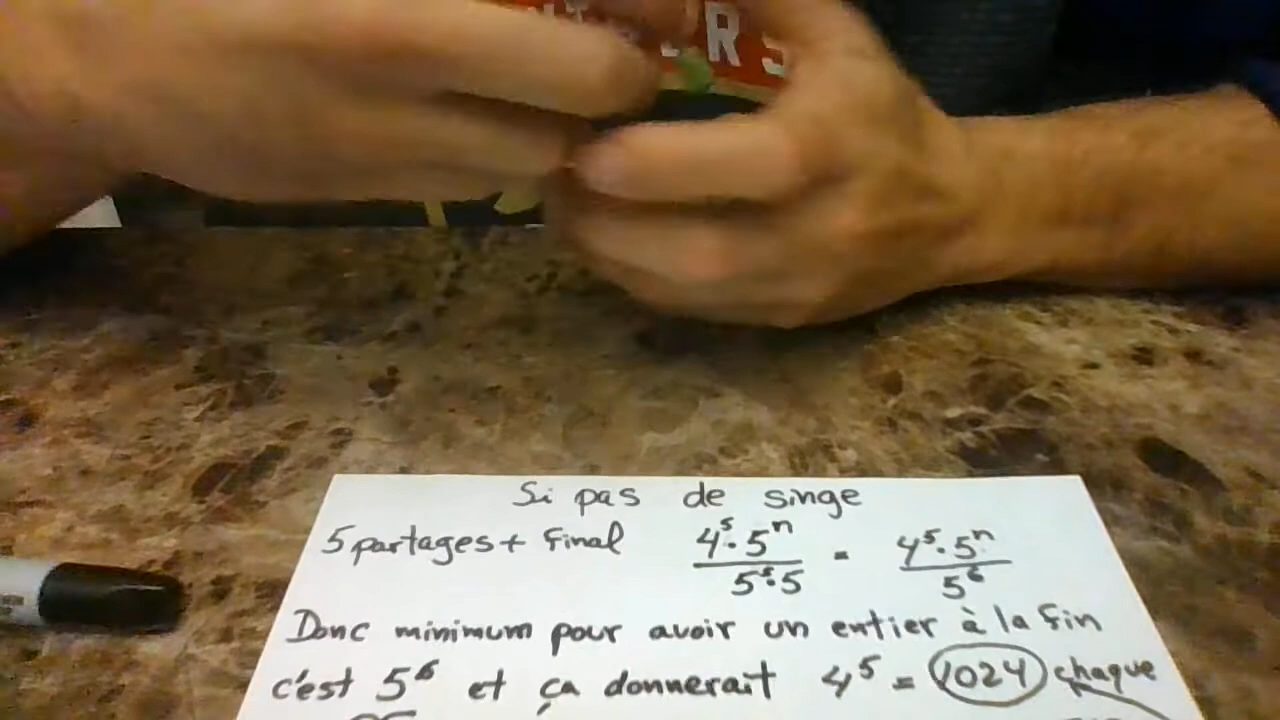 Si pas de singe
5 partages + final 4⁵·5ⁿ/5⁵·5 = 4⁵·5ⁿ/5⁶
Donc minimum pour avoir un entier à la fin
c'est 5⁶ et ça donnerait 4⁵ = 1024 chaque